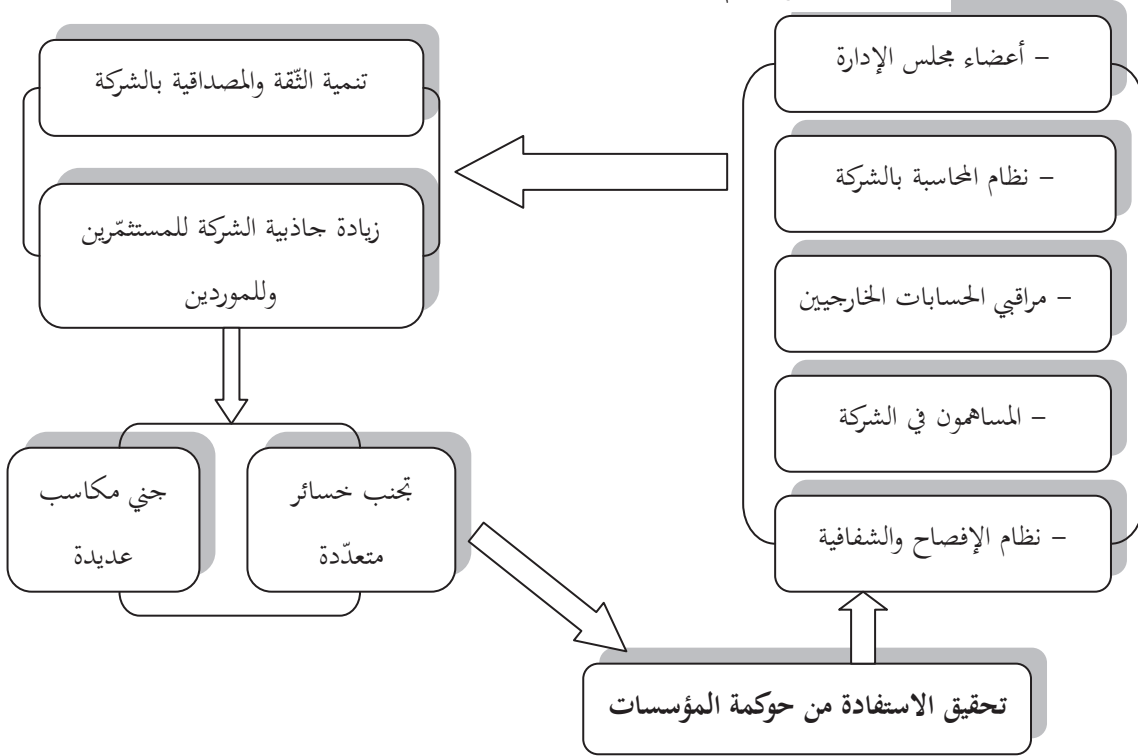 – أعضاء مجلس الإدارة
– نظام المحاسبة بالشركة
– مراقبي الحسابات الخارجيين
– المساهمون في الشركة
– نظام الإفصاح والشفافية
تنمية الثّقة والمصداقية بالشركة
زيادة جاذبية الشركة للمستثمّرين
وللموردين
تجنب خسائر
متعدّدة
جني مكاسب
عديدة
تحقيق الاستفادة من حوكمة المؤسسات